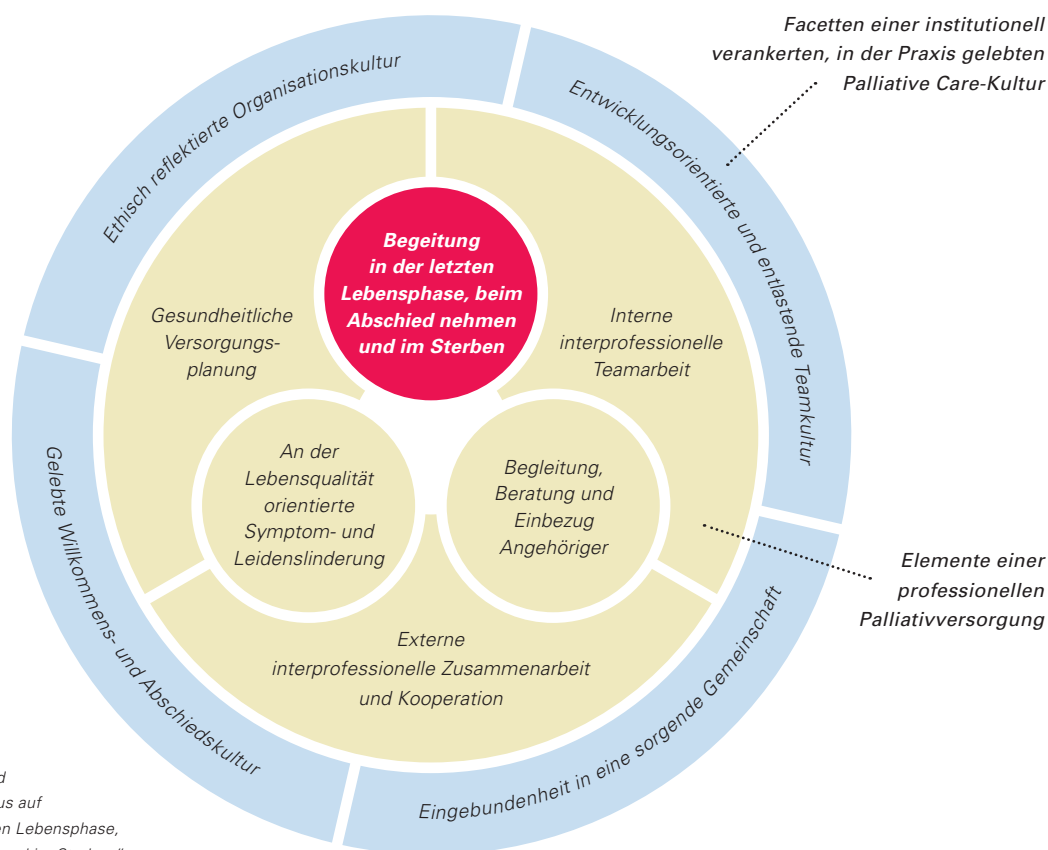 Facetten einer institutionell
verankerten, in der Praxis gelebten
Palliative Care-Kultur
Ethisch reflektierte Organisationskultur
Entwicklungsorientierte und entlastende Teamkultur
Begeitung
in der letzten
Lebensphase, beim
Abschied nehmen
und im Sterben
Gesundheitliche
Versorgungs-
planung
Interne
interprofessionelle
Teamarbeit
An der
Lebensqualität
orientierte
Symptom- und
Leidenslinderung
Begleitung,
Beratung und
Einbezug
Angehöriger
Elemente einer
professionellen
Palliativversorgung
Externe
interprofessionelle Zusammenarbeit
und Kooperation
Gelebte Willkommens- und Abschiedskultur
Eingebundenheit in eine sorgende Gemeinschaft
d
us auf
en Lebensphase,